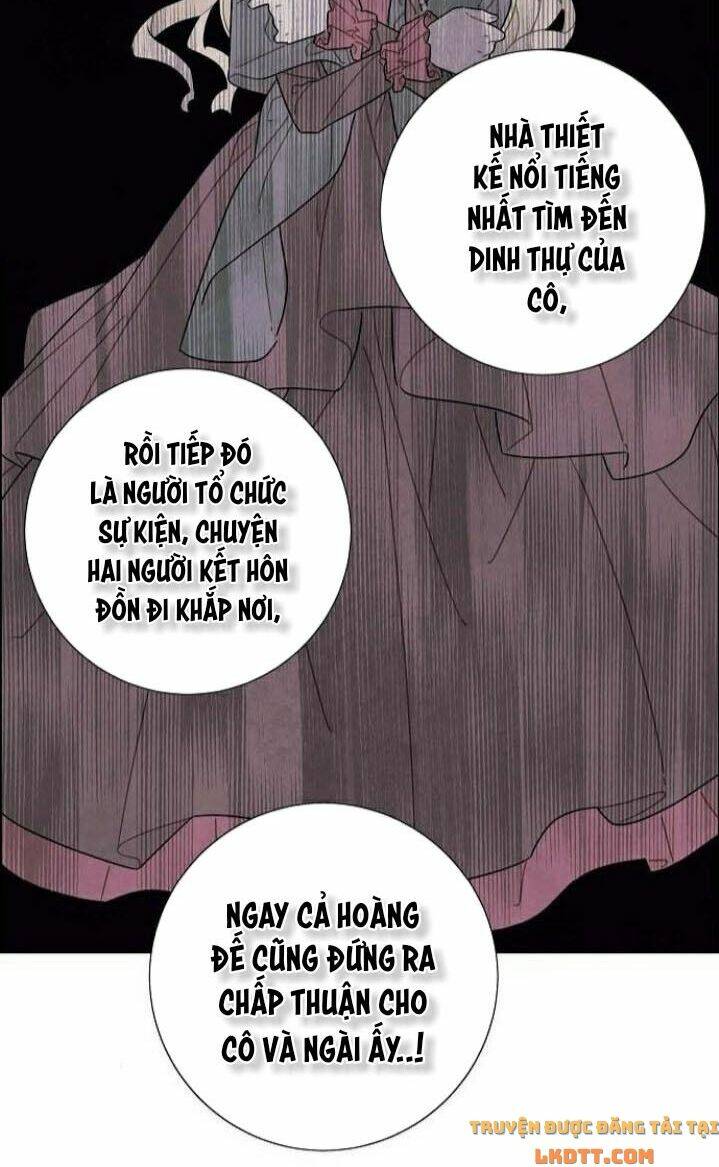 NHÀ THIẾT
KẾ NỔI TIẾNG
NHẤT TÌM ĐẾN
DINH THỰ CỦA
CÔ,
RỒI TIẾP ĐÓ
LÀ NGƯỜI TỔ CHỨC
SỰ KIỆN, CHUYỆN
HAI NGƯỜI KẾT HÔN
ĐỒN ĐI KHẮP NƠI,
NGAY CẢ HOÀNG
ĐẾ CŨNG ĐỨNG RA
CHẤP THUẬN CHO
CÔ VÀ NGÀI ẤY..!
TRUYỆN ĐƯỢC ĐĂNG TẢI TẠI
LKDTT.COM